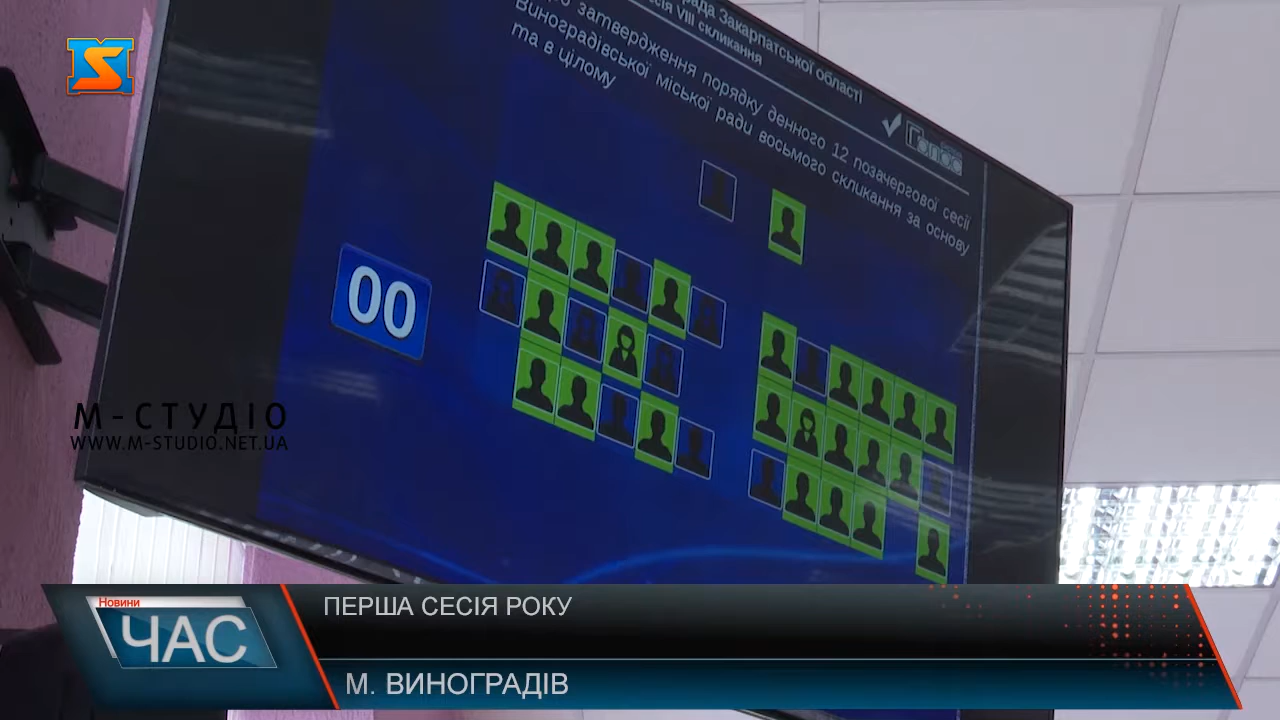 рада Закарпатської області
сія VIII скликання
затвердження порядку денного 12 позачергової сесії
Виноградівської міської ради восьмого скликання за основу
та в цілому
Голос
00
М-СТУДІО
WWW.M-STUDIO.NET.UA
Новини
ЧАС
ПЕРША СЕСІЯ РОКУ
М. ВИНОГРАДІВ